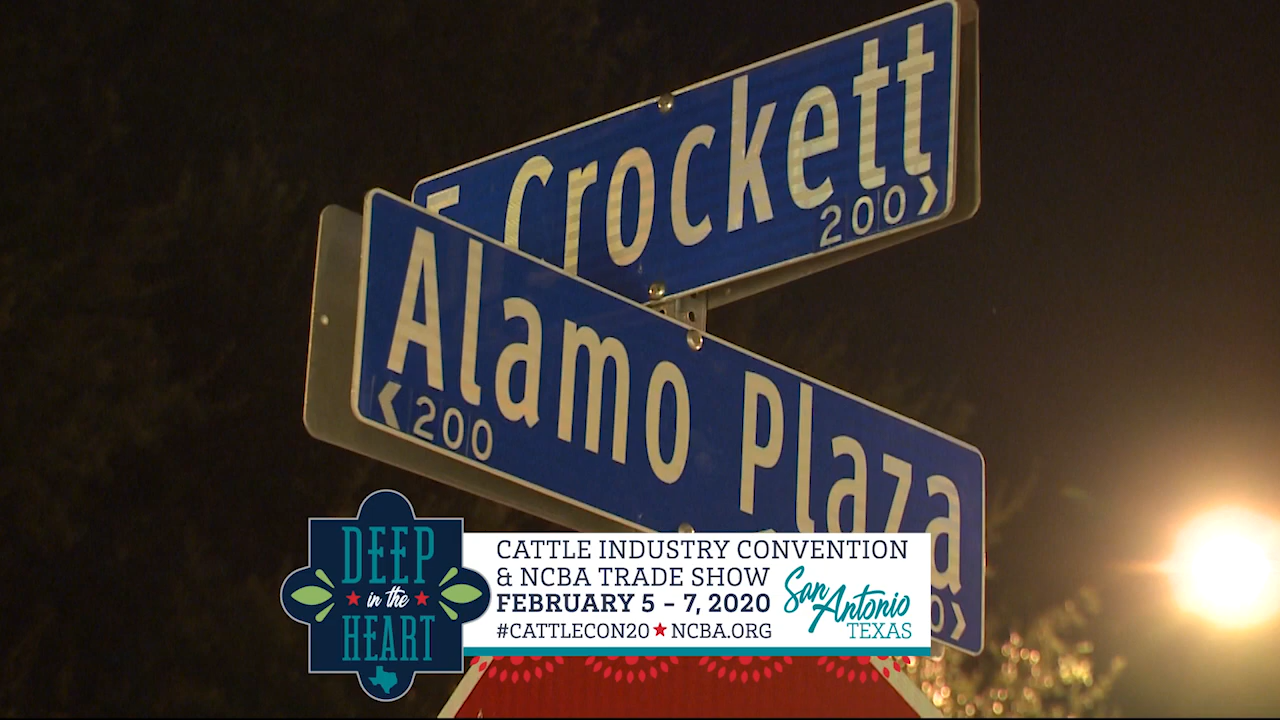 E Crockett
200
Alamo Plaza
200
DEEP
in the
HEART
CATTLE INDUSTRY CONVENTION
& NCBA TRADE SHOW
FEBRUARY 5 – 7, 2020
#CATTLECON20★NCBA.ORG
San Antonio
TEXAS